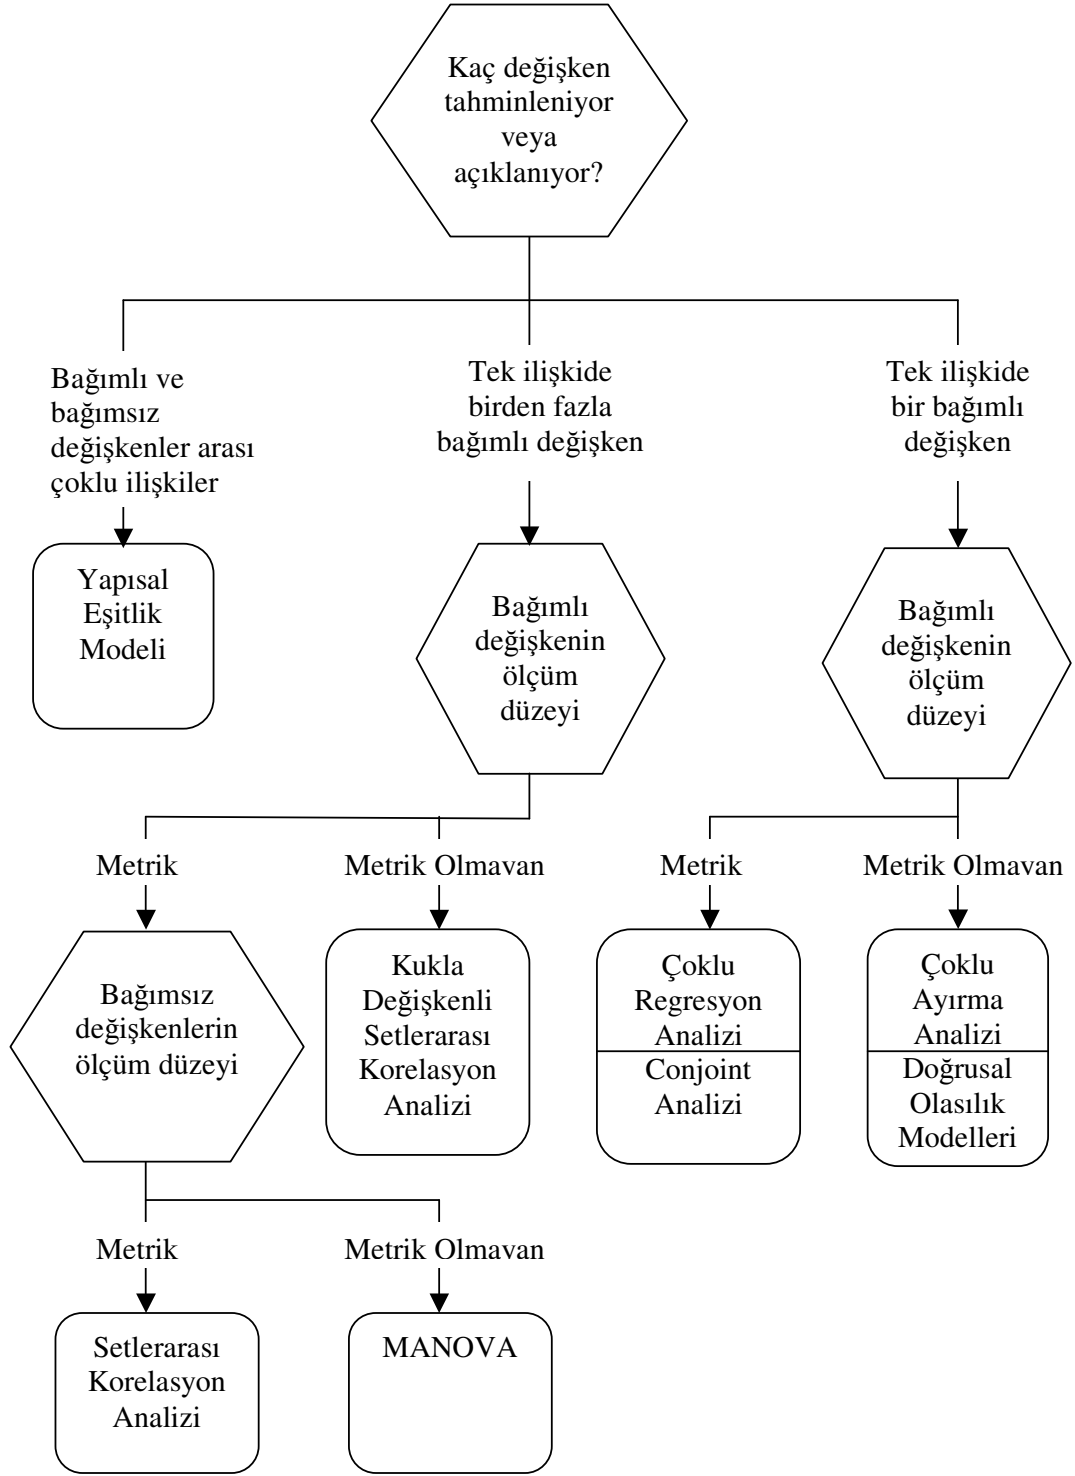 Kaç değişken
tahminleniyor
veya
açıklanıyor?
Bağımlı ve
bağımsız
değişkenler arası
çoklu ilişkiler
Tek ilişkide
birden fazla
bağımlı değişken
Tek ilişkide
bir bağımlı
değişken
Yapısal
Eşitlik
Modeli
Bağımlı
değişkenin
ölçüm
düzeyi
Bağımlı
değişkenin
ölçüm
düzeyi
Metrik
Metrik Olmavan
Metrik
Metrik Olmavan
Bağımsız
değişkenlerin
ölçüm düzeyi
Kukla
Değişkenli
Setlerarası
Korelasyon
Analizi
Çoklu
Regresyon
Analizi
Conjoint
Analizi
Çoklu
Ayırma
Analizi
Doğrusal
Olasılık
Modelleri
Metrik
Metrik Olmavan
Setlerarası
Korelasyon
Analizi
MANOVA